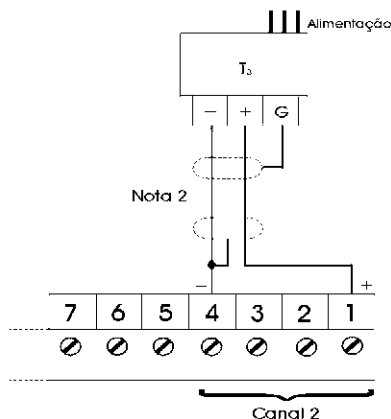 Alimentação
T3
− + G
Nota 2
− +
7 6 5 4 3 2 1
Canal 2